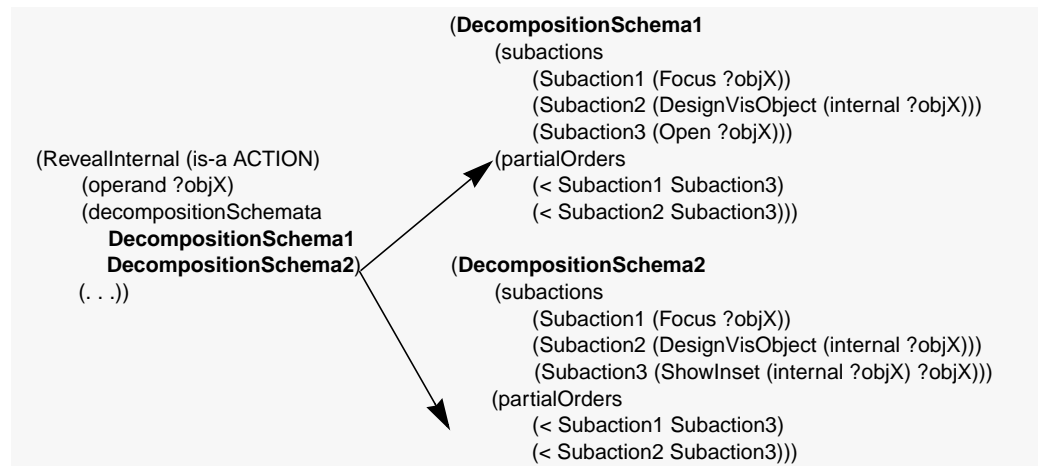 (RevealInternal (is-a ACTION)
(operand ?objX)
(decompositionSchemata
DecompositionSchema1
DecompositionSchema2)
(. . .))
(DecompositionSchema1
(subactions
(Subaction1 (Focus ?objX))
(Subaction2 (DesignVisObject (internal ?objX)))
(Subaction3 (Open ?objX)))
(partialOrders
(< Subaction1 Subaction3)
(< Subaction2 Subaction3)))
(DecompositionSchema2
(subactions
(Subaction1 (Focus ?objX))
(Subaction2 (DesignVisObject (internal ?objX)))
(Subaction3 (ShowInset (internal ?objX) ?objX)))
(partialOrders
(< Subaction1 Subaction3)
(< Subaction2 Subaction3)))